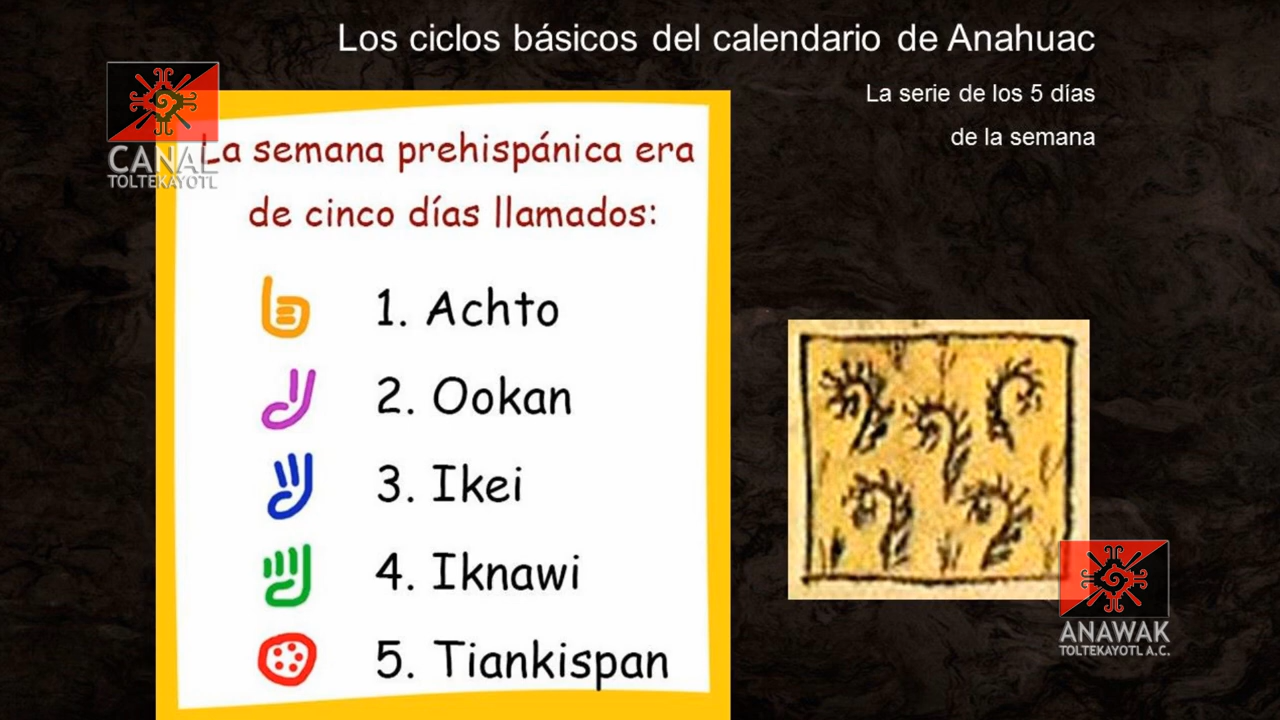 Los ciclos básicos del calendario de Anahuac
La serie de los 5 días
de la semana
CANAL
TOLTEKAYOTL
La semana prehispánica era
de cinco días llamados:
1. Achto
2. Ookan
3. Ikei
4. Iknawi
5. Tiankispan
ANAWAK
TOLTEKAYOTL A.C.